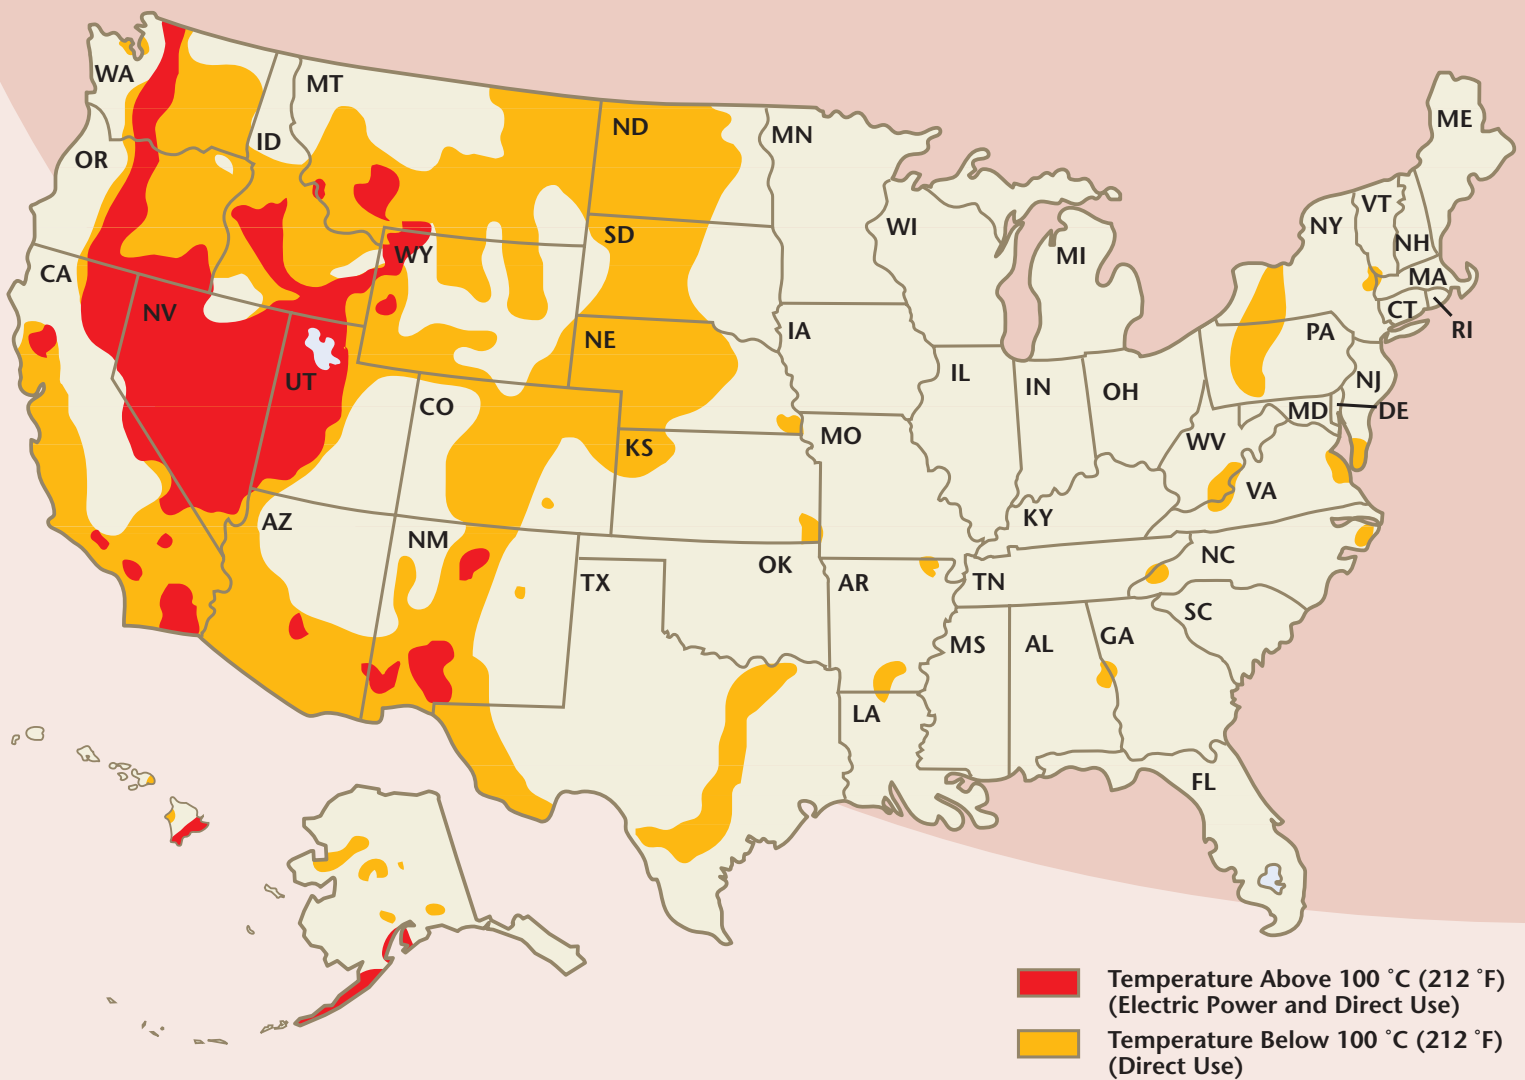 WA
MT
ME
ND
MN
ID
OR
VT
NY
WI
SD
NH
MI
WY
CA
MA
NV
CT
RI
IA
PA
NE
IL
UT
NJ
IN
OH
CO
MD
DE
MO
WV
KS
VA
KY
AZ
NM
NC
OK
TX
AR
TN
SC
GA
MS
AL
LA
FL
Temperature Above 100 ˚C (212 ˚F)
(Electric Power and Direct Use)
Temperature Below 100 ˚C (212 ˚F)
(Direct Use)